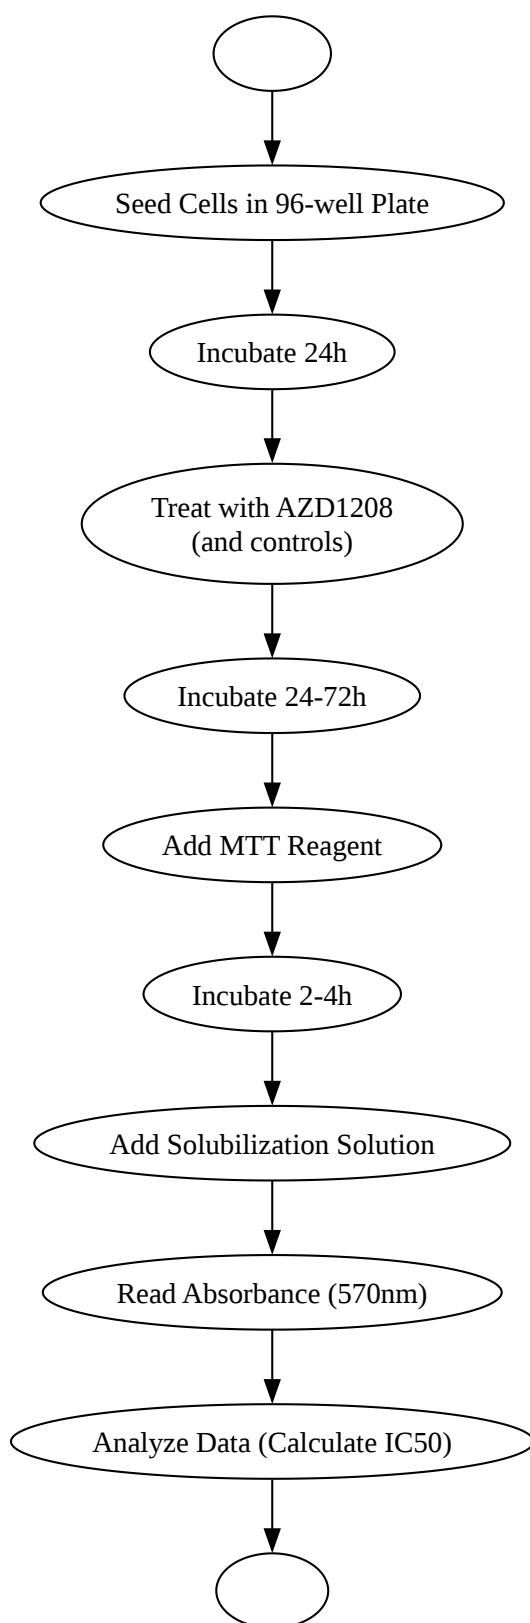 Seed Cells in 96-well Plate
Incubate 24h
Treat with AZD1208
(and controls)
Incubate 24-72h
Add MTT Reagent
Incubate 2-4h
Add Solubilization Solution
Read Absorbance (570nm)
Analyze Data (Calculate IC50)